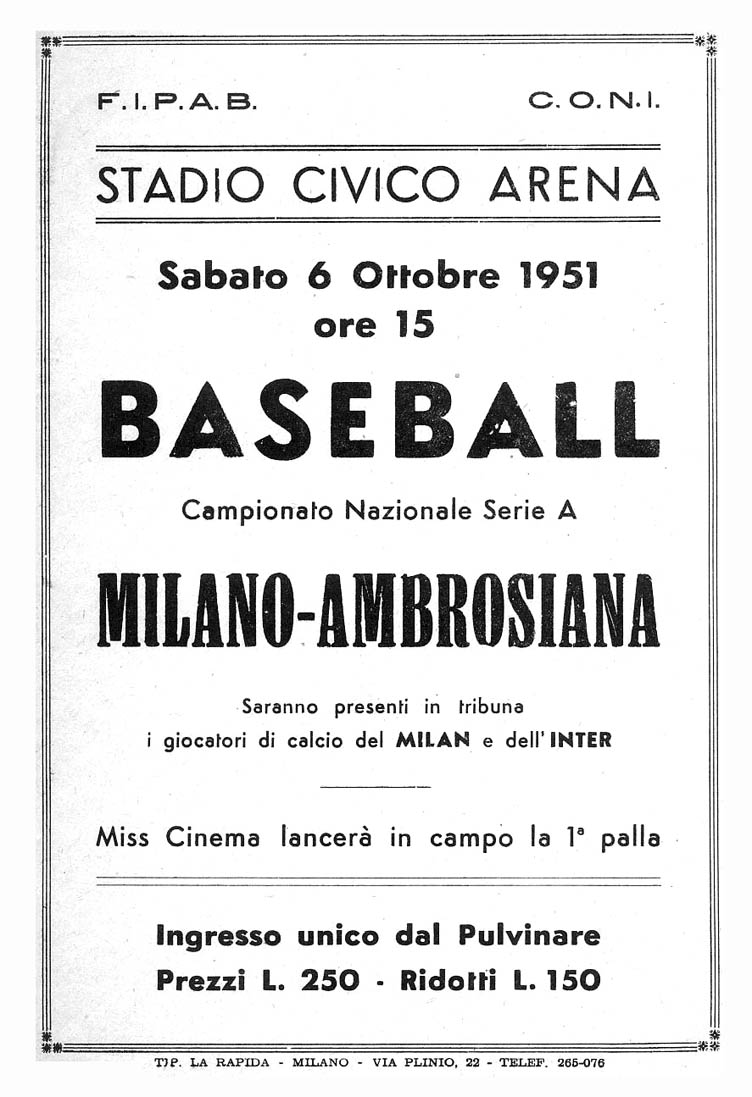 F.I.P.A.B. C.O.N.I.
STADIO CIVICO ARENA
Sabato 6 Ottobre 1951
ore 15
BASEBALL
Campionato Nazionale Serie A
MILANO-AMBROSIANA
Saranno presenti in tribuna
i giocatori di calcio del MILAN e dell' INTER
Miss Cinema lancerà in campo la 1ª palla
Ingresso unico dal Pulvinare
Prezzi L. 250 - Ridotti L. 150
TIP. LA RAPIDA - MILANO - VIA PLINIO, 22 - TELEF. 265-076